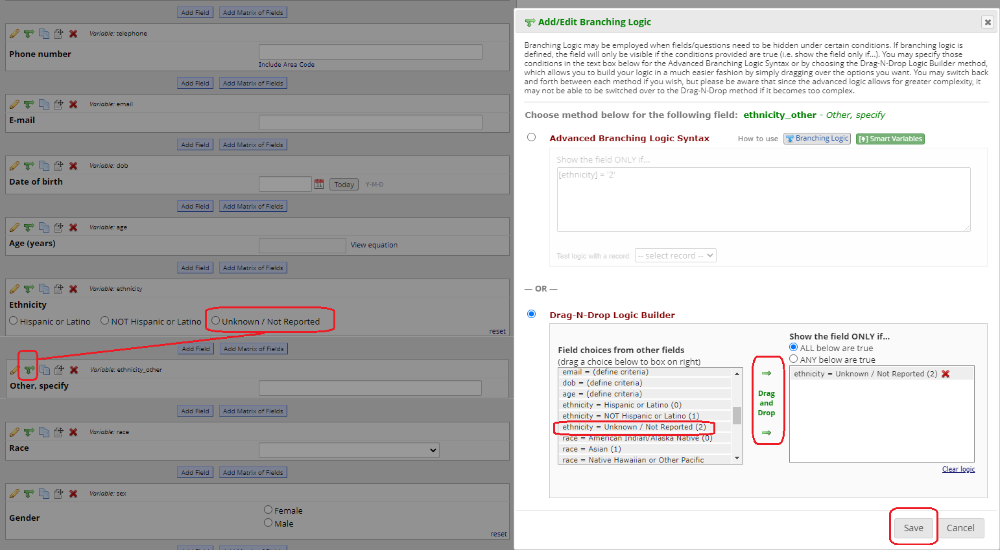 Add Field Add Matrix of Fields
Variable: telephone
Phone number
Include Area Code
Add Field Add Matrix of Fields
Variable: email
E-mail
Add Field Add Matrix of Fields
Variable: dob
Date of birth
31 Today Y-M-D
Add Field Add Matrix of Fields
Variable: age
Age (years)
View equation
Add Field Add Matrix of Fields
Variable: ethnicity
Ethnicity
Hispanic or Latino NOT Hispanic or Latino Unknown / Not Reported
reset
Add Field Add Matrix of Fields
Variable: ethnicity_other
Other, specify
Add Field Add Matrix of Fields
Variable: race
Race
Add Field Add Matrix of Fields
Variable: sex
Gender
Female
Male
reset
Add Field Add Matrix of Fields
Add/Edit Branching Logic
Branching Logic may be employed when fields/questions need to be hidden under certain conditions. If branching logic is
defined, the field will only be visible if the conditions provided are true (i.e. show the field only if...). You may specify those
conditions in the text box below for the Advanced Branching Logic Syntax or by choosing the Drag-N-Drop Logic Builder method,
which allows you to build your logic in a much easier fashion by simply dragging over the options you want. You may switch back
and forth between each method if you wish, but please be aware that since the advanced logic allows for greater complexity, it
may not be able to be switched over to the Drag-N-Drop method if it becomes too complex.
Choose method below for the following field: ethnicity_other - Other, specify
Advanced Branching Logic Syntax How to use Branching Logic Smart Variables
Show the field ONLY if...
[ethnicity] = '2'
Test logic with a record: -- select record --
— OR —
Drag-N-Drop Logic Builder
Field choices from other fields
(drag a choice below to box on right)
email = (define criteria)
dob = (define criteria)
age = (define criteria)
ethnicity = Hispanic or Latino (0)
ethnicity = NOT Hispanic or Latino (1)
ethnicity = Unknown / Not Reported (2)
race = American Indian/Alaska Native (0)
race = Asian (1)
race = Native Hawaiian or Other Pacific
Drag
and
Drop
Show the field ONLY if...
ALL below are true
ANY below are true
ethnicity = Unknown / Not Reported (2)
Clear logic
Save Cancel